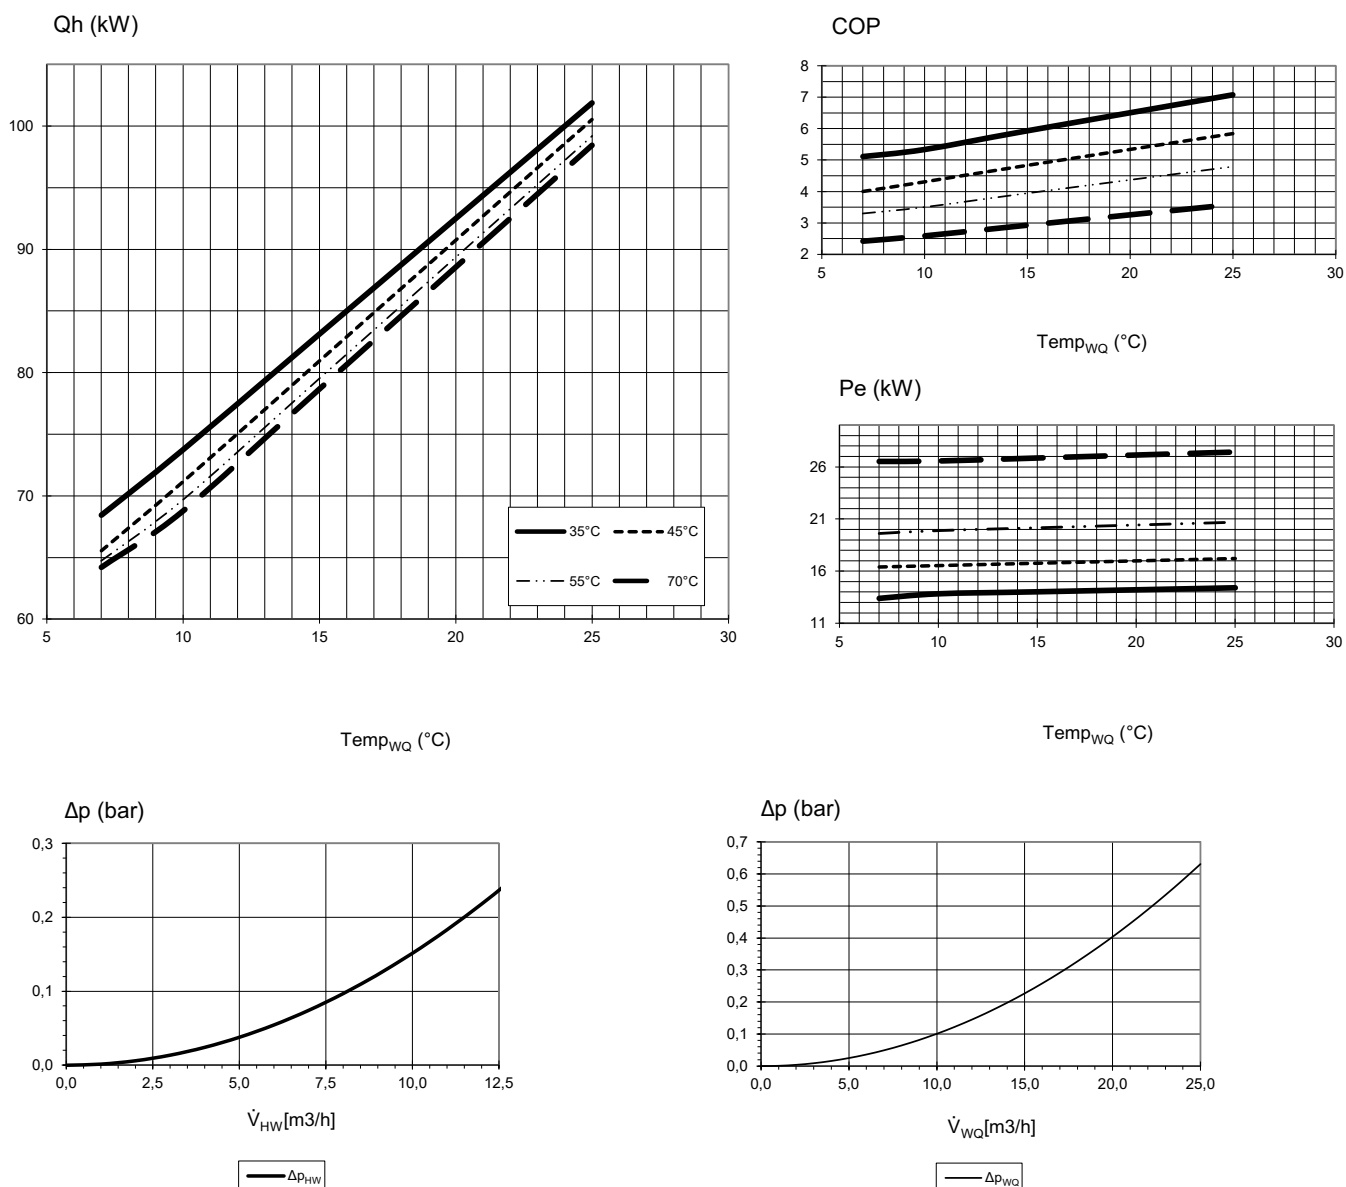 Qh (kW)
100
90
80
70
60
5 10 15 20 25 30
35°C 45°C
55°C 70°C
Temp_WQ (°C)
COP
8
7
6
5
4
3
2
5 10 15 20 25 30
Temp_WQ (°C)
Pe (kW)
26
21
16
11
5 10 15 20 25 30
Temp_WQ (°C)
Δp (bar)
0,3
0,2
0,1
0,0
0,0 2,5 5,0 7,5 10,0 12,5
V̇_HW[m3/h]
Δp_HW
Δp (bar)
0,7
0,6
0,5
0,4
0,3
0,2
0,1
0,0
0,0 5,0 10,0 15,0 20,0 25,0
V̇_WQ[m3/h]
Δp_WQ